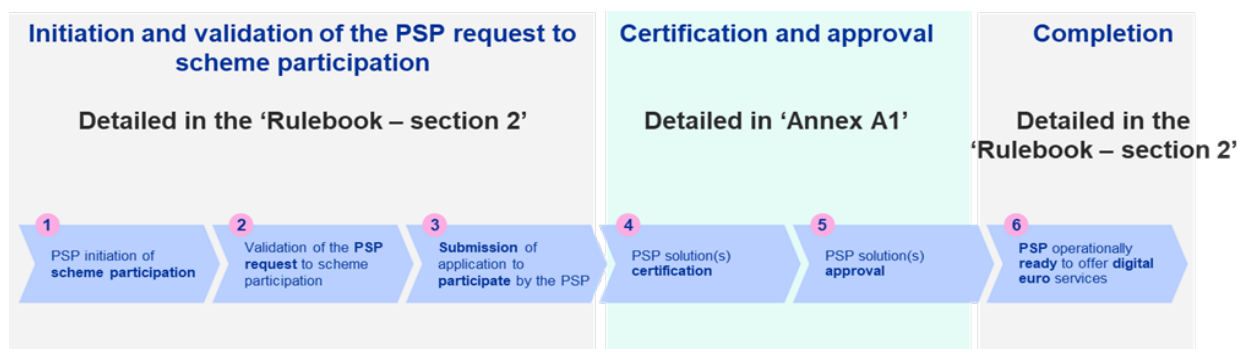 Initiation and validation of the PSP request to
scheme participation
Detailed in the ‘Rulebook – section 2’
Certification and approval
Detailed in ‘Annex A1’
Completion
Detailed in the
‘Rulebook – section 2’
1
PSP initiation of
scheme participation
2
Validation of the PSP
request to scheme
participation
3
Submission of
application to
participate by the PSP
4
PSP solution(s)
certification
5
PSP solution(s)
approval
6
PSP operationally
ready to offer digital
euro services